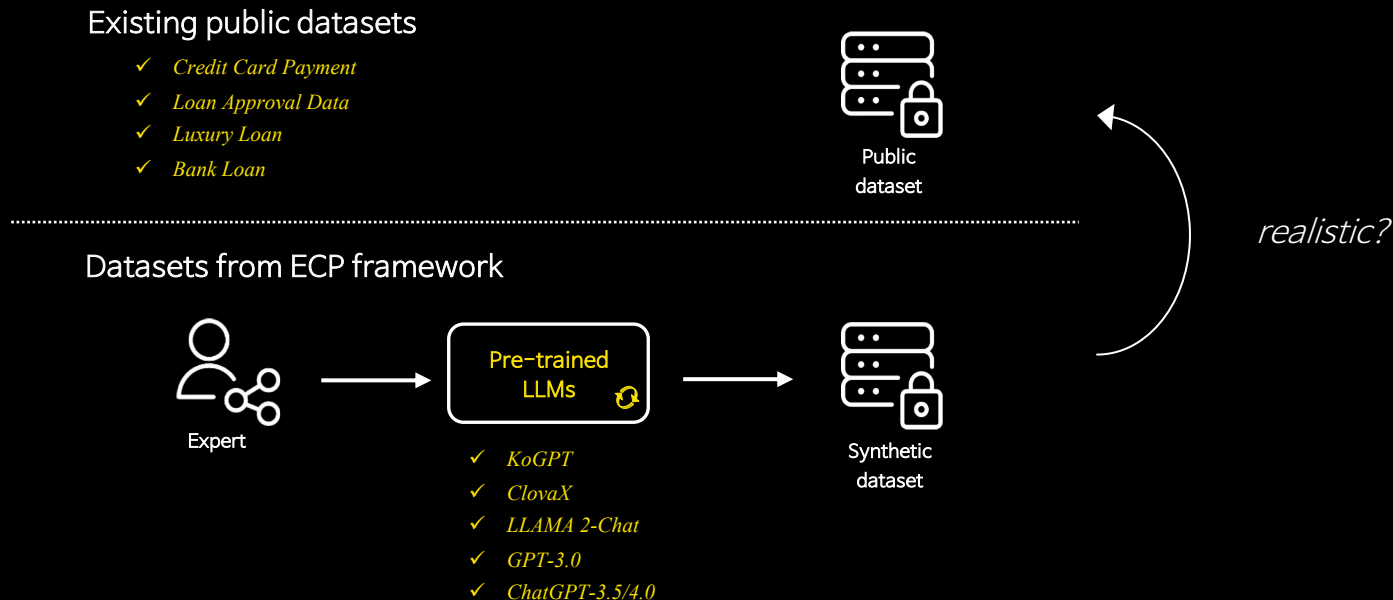 Existing public datasets
✓ Credit Card Payment
✓ Loan Approval Data
✓ Luxury Loan
✓ Bank Loan
Public
dataset
realistic?
Datasets from ECP framework
Expert
Pre-trained
LLMs
✓ KoGPT
✓ ClovaX
✓ LLAMA 2-Chat
✓ GPT-3.0
✓ ChatGPT-3.5/4.0
Synthetic
dataset